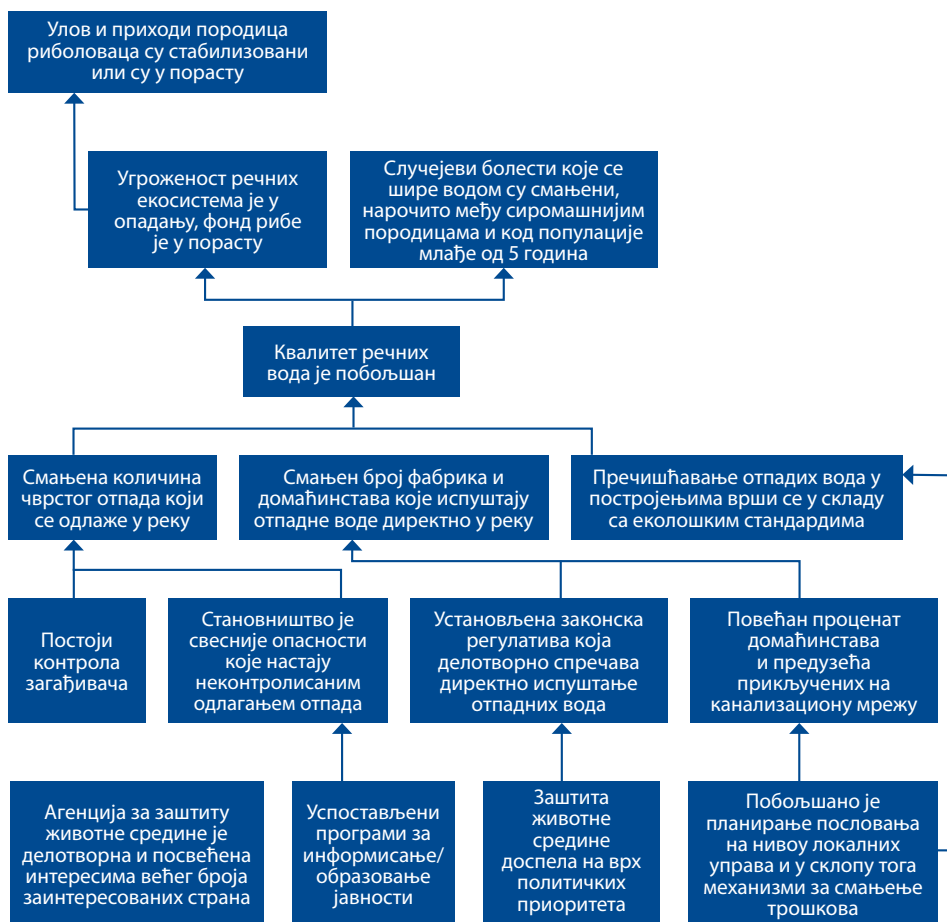 Улов и приходи породица
риболоваца су стабилизовани
или су у порасту
Угроженост речних
екосистема је у
опадању, фонд рибе
је у порасту
Случејеви болести које се
шире водом су смањени,
нарочито међу сиромашнијим
породицама и код популације
млађе од 5 година
Квалитет речних
вода је побољшан
Смањена количина
чврстог отпада који
се одлаже у реку
Смањен број фабрика и
домаћинстава које испуштају
отпадне воде директно у реку
Пречишћавање отпадих вода у
постројењима врши се у складу
са еколошким стандардима
Постоји
контрола
загађивача
Становништво је
свесније опасности
које настају
неконтролисаним
одлагањем отпада
Установљена законска
регулатива која
делотворно спречава
директно испуштање
отпадних вода
Повећан проценат
домаћинстава
и предузећа
прикључених на
канализациону мрежу
Агенција за заштиту
животне средине је
делотворна и посвећена
интересима већег броја
заинтересованих страна
Успостављени
програми за
информисање/
образовање
јавности
Заштита
животне
средине
доспела на врх
политичких
приоритета
Побољшано је
планирање пословања
на нивоу локалних
управа и у склопу тога
механизми за смањење
трошкова